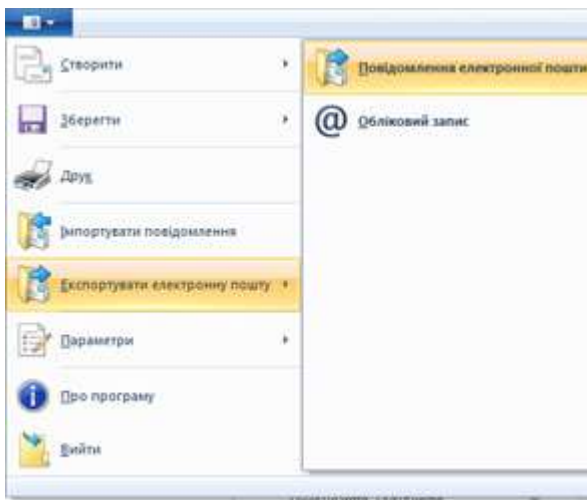 Створити
Повідомлення електронної пошти
Зберегти
Обліковий запис
Друк
Імпортувати повідомлення
Експортувати електронну пошту
Параметри
Про програму
Вийти